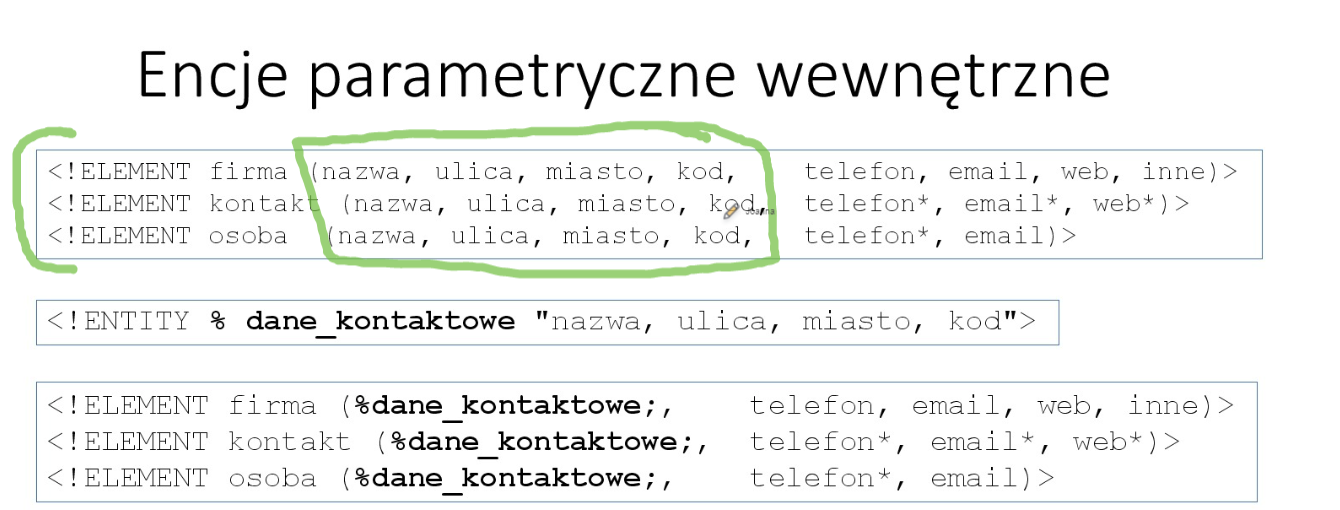 Encje parametryczne wewnętrzne
<!ELEMENT firma (nazwa, ulica, miasto, kod, telefon, email, web, inne)>
<!ELEMENT kontakt (nazwa, ulica, miasto, kod, telefon*, email*, web*)>
<!ELEMENT osoba (nazwa, ulica, miasto, kod, telefon*, email)>
<!ENTITY % dane_kontaktowe "nazwa, ulica, miasto, kod">
<!ELEMENT firma (%dane_kontaktowe;, telefon, email, web, inne)>
<!ELEMENT kontakt (%dane_kontaktowe;, telefon*, email*, web*)>
<!ELEMENT osoba (%dane_kontaktowe;, telefon*, email)>